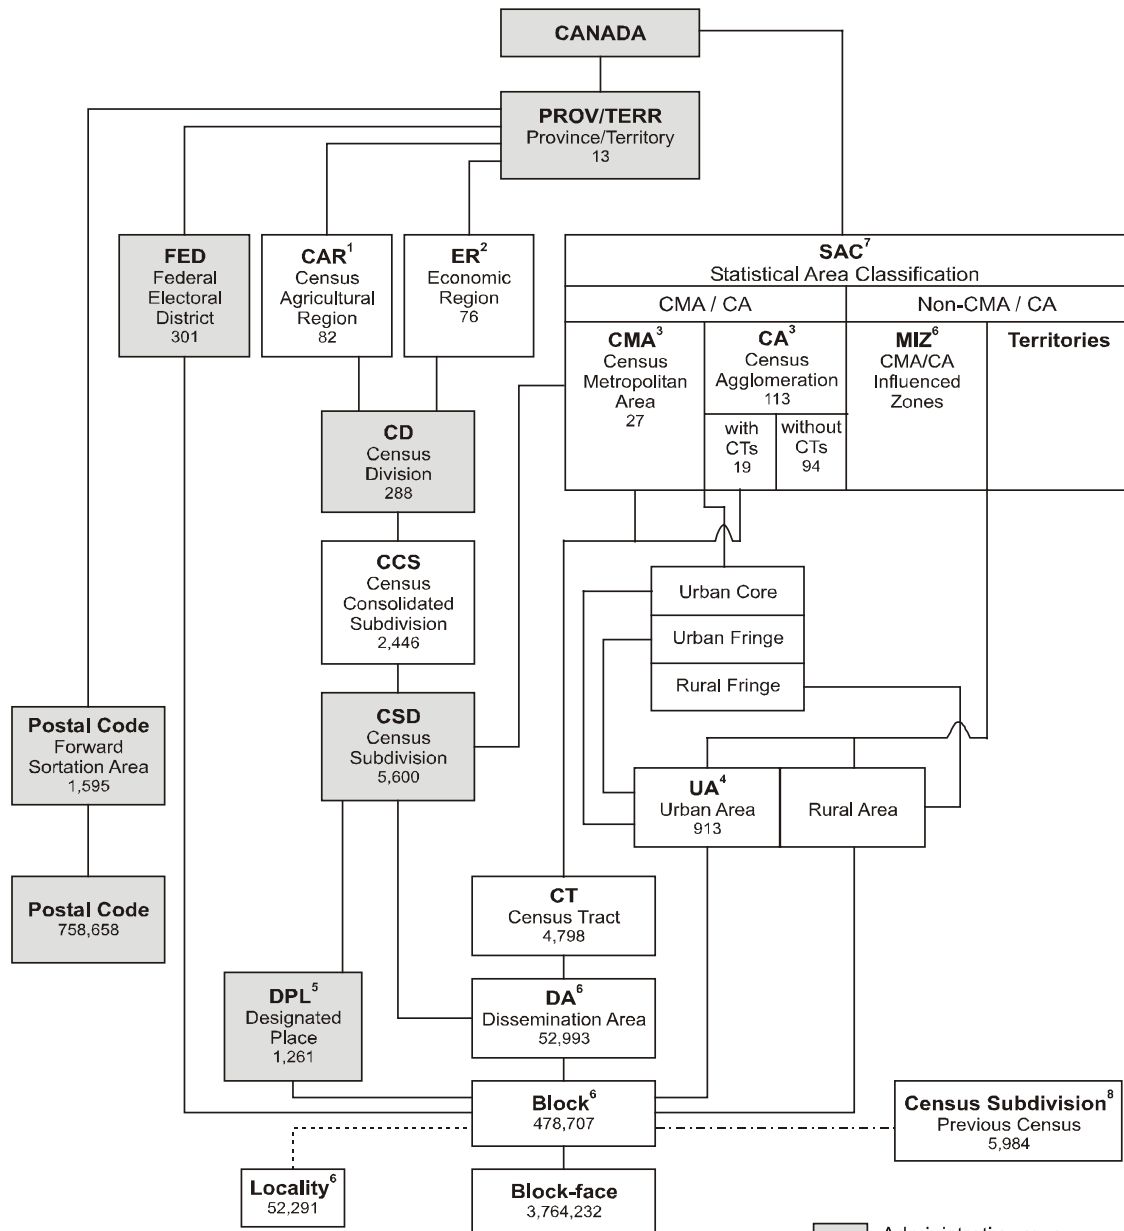 CANADA
PROV/TERR
Province/Territory
13
FED
Federal
Electoral
District
301
CAR1
Census
Agricultural
Region
82
ER2
Economic
Region
76
SAC7
Statistical Area Classification
CMA / CA
Non-CMA / CA
CMA3
Census
Metropolitan
Area
27
CA3
Census
Agglomeration
113
with
CTs
19
without
CTs
94
MIZ6
CMA/CA
Influenced
Zones
Territories
CD
Census
Division
288
CCS
Census
Consolidated
Subdivision
2,446
Urban Core
Urban Fringe
Rural Fringe
CSD
Census
Subdivision
5,600
Postal Code
Forward
Sortation Area
1,595
UA4
Urban Area
913
Rural Area
Postal Code
758,658
CT
Census Tract
4,798
DPL5
Designated
Place
1,261
DA6
Dissemination Area
52,993
Block6
478,707
Census Subdivision8
Previous Census
5,984
Locality6
52,291
Block-face
3,764,232